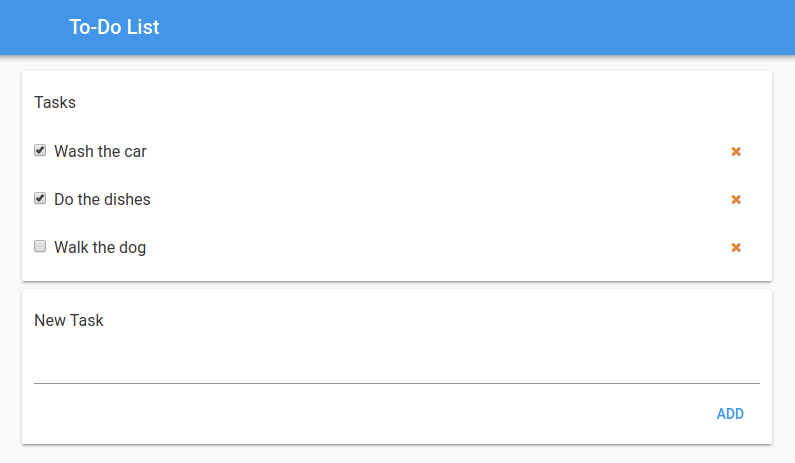 To-Do List
Tasks
Wash the car
Do the dishes
Walk the dog
New Task
ADD